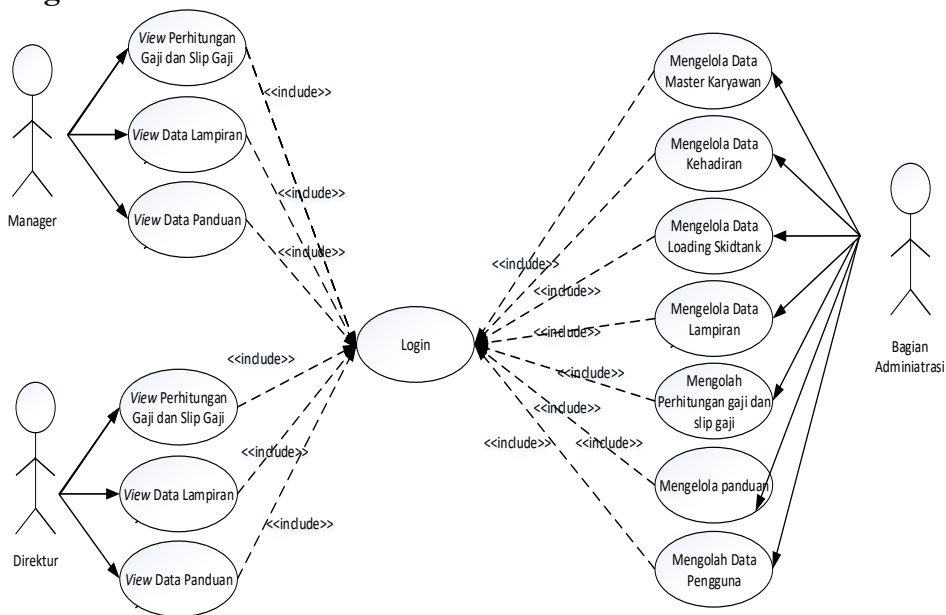 View Perhitungan
Gaji dan Slip Gaji
<<include>>
View Data Lampiran
<<include>>
View Data Panduan
<<include>>
Manager
View Perhitungan
Gaji dan Slip Gaji
<<include>>
View Data Lampiran
<<include>>
View Data Panduan
<<include>>
Direktur
Login
Mengelola Data
Master Karyawan
Mengelola Data
Kehadiran
Mengelola Data
Loading Skidtank
Mengelola Data
Lampiran
Mengolah
Perhitungan gaji dan
slip gaji
Mengelola panduan
Mengolah Data
Pengguna
<<include>>
<<include>>
<<include>>
<<include>>
<<include>>
<<include>>
Bagian
Adminiatrasi